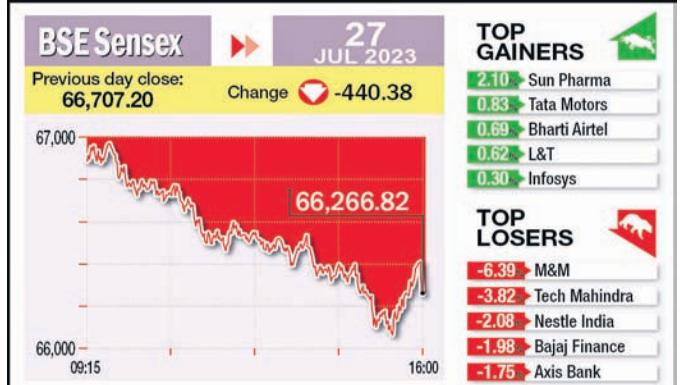 BSE Sensex
27
JUL 2023
Previous day close:
66,707.20
Change -440.38
67,000
66,266.82
66,000
09:15 16:00
TOP
GAINERS
2.10% Sun Pharma
0.83% Tata Motors
0.69% Bharti Airtel
0.62% L&T
0.30% Infosys
TOP
LOSERS
-6.39% M&M
-3.82% Tech Mahindra
-2.08% Nestle India
-1.98% Bajaj Finance
-1.75% Axis Bank